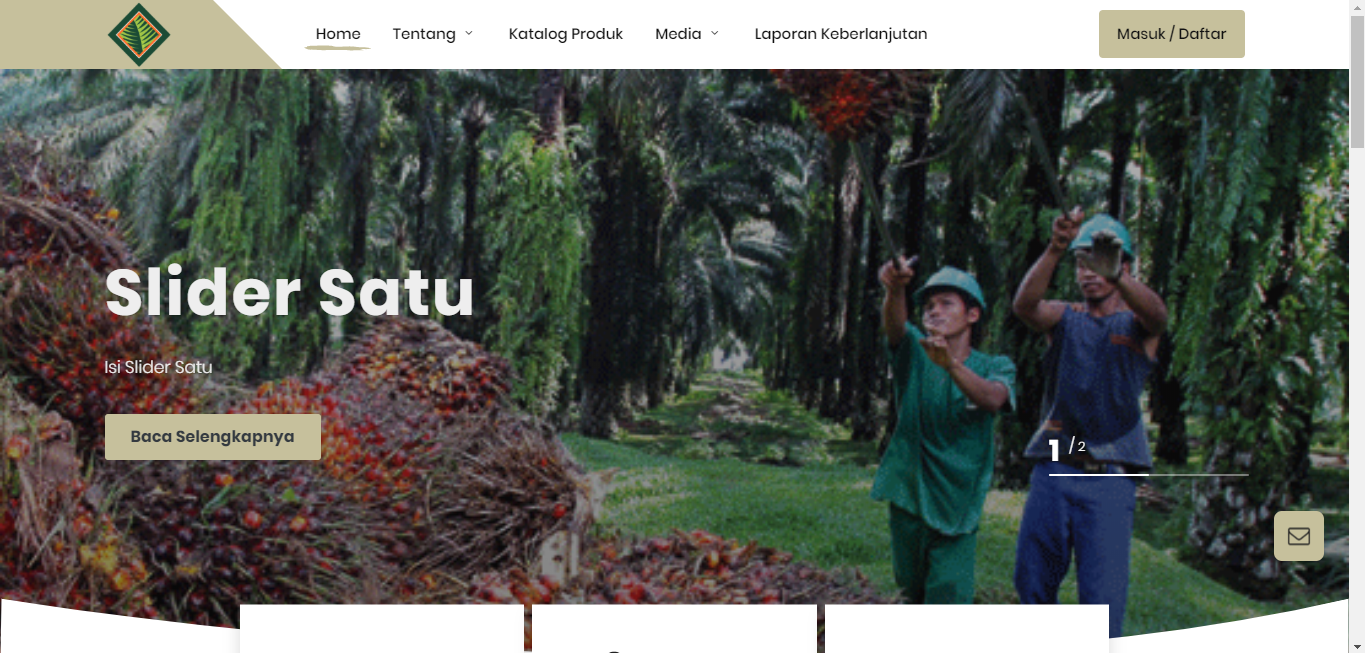 Home
Tentang
Katalog Produk
Media
Laporan Keberlanjutan
Masuk / Daftar
Slider Satu
Isi Slider Satu
Baca Selengkapnya
1 / 2